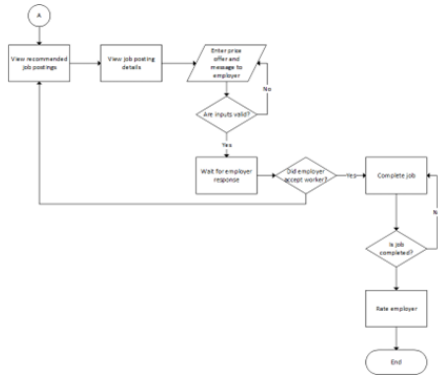 A
View recommended
job postings
View job posting
details
Enter price
offer and
message to
employer
No
Are inputs valid?
Yes
Wait for employer
response
Did employer
accept worker?
Yes
Complete job
Is job
completed?
Rate employer
End